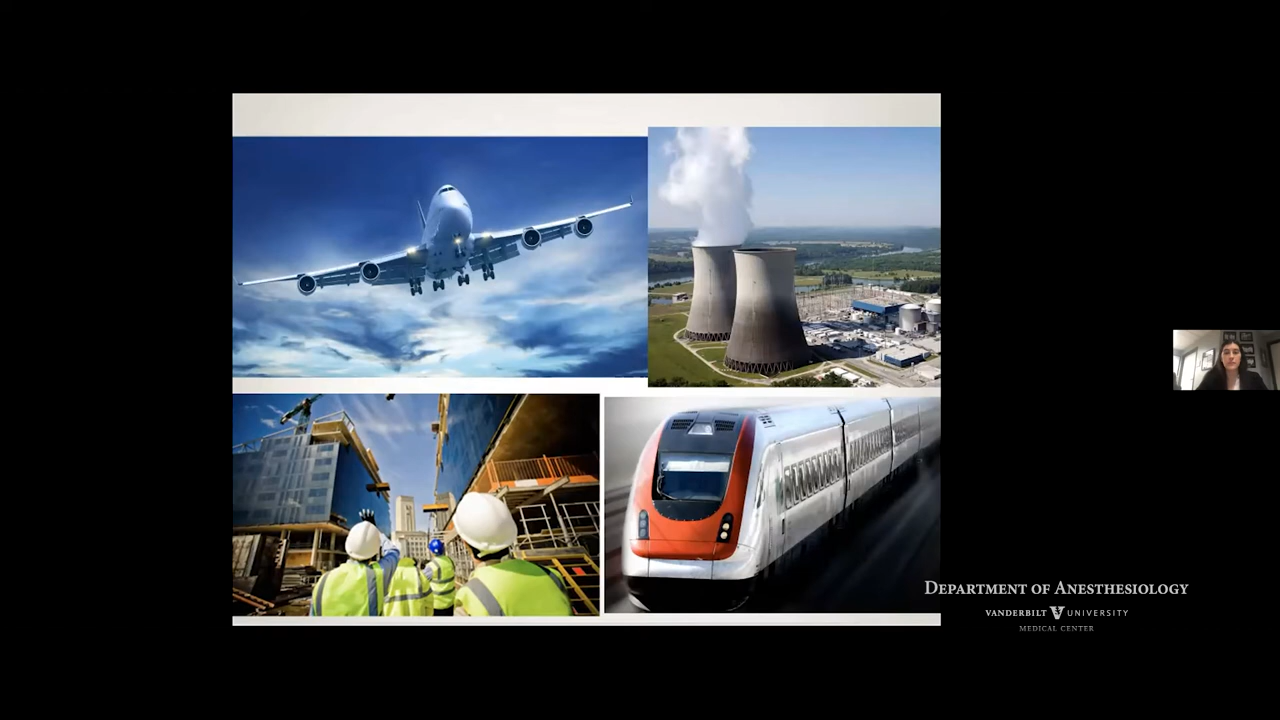 DEPARTMENT OF ANESTHESIOLOGY
VANDERBILT UNIVERSITY
MEDICAL CENTER